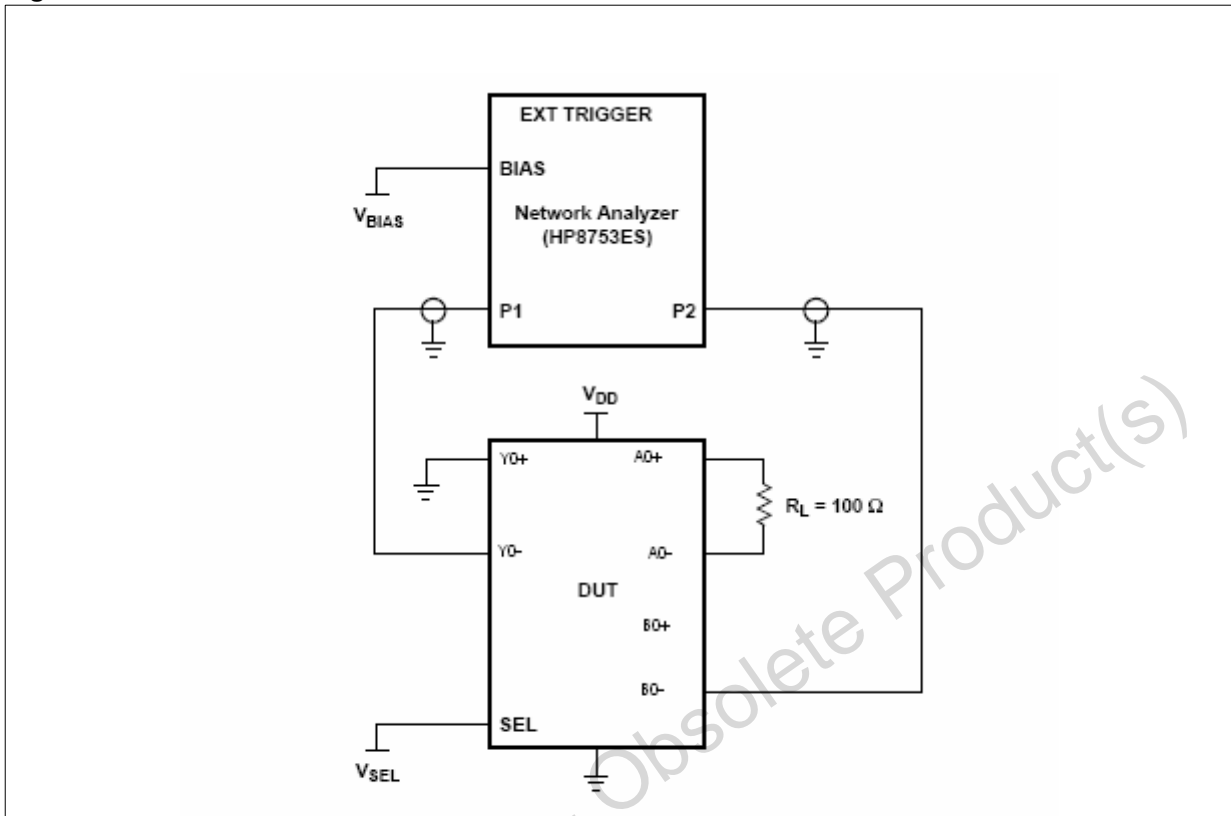 EXT TRIGGER
BIAS
VBIAS
Network Analyzer
(HP8753ES)
P1 P2
VDD
Y0+ A0+
RL = 100 Ω
Y0- A0-
DUT
B0+
B0-
SEL
VSEL
Obsolete Product(s)